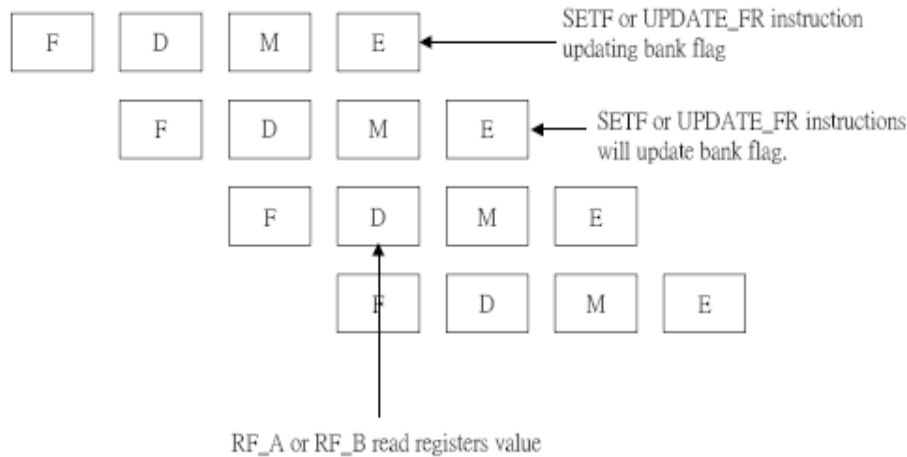 SETF or UPDATE_FR instruction
updating bank flag
F D M E
SETF or UPDATE_FR instructions
will update bank flag.
F D M E
F D M E
F D M E
RF_A or RF_B read registers value